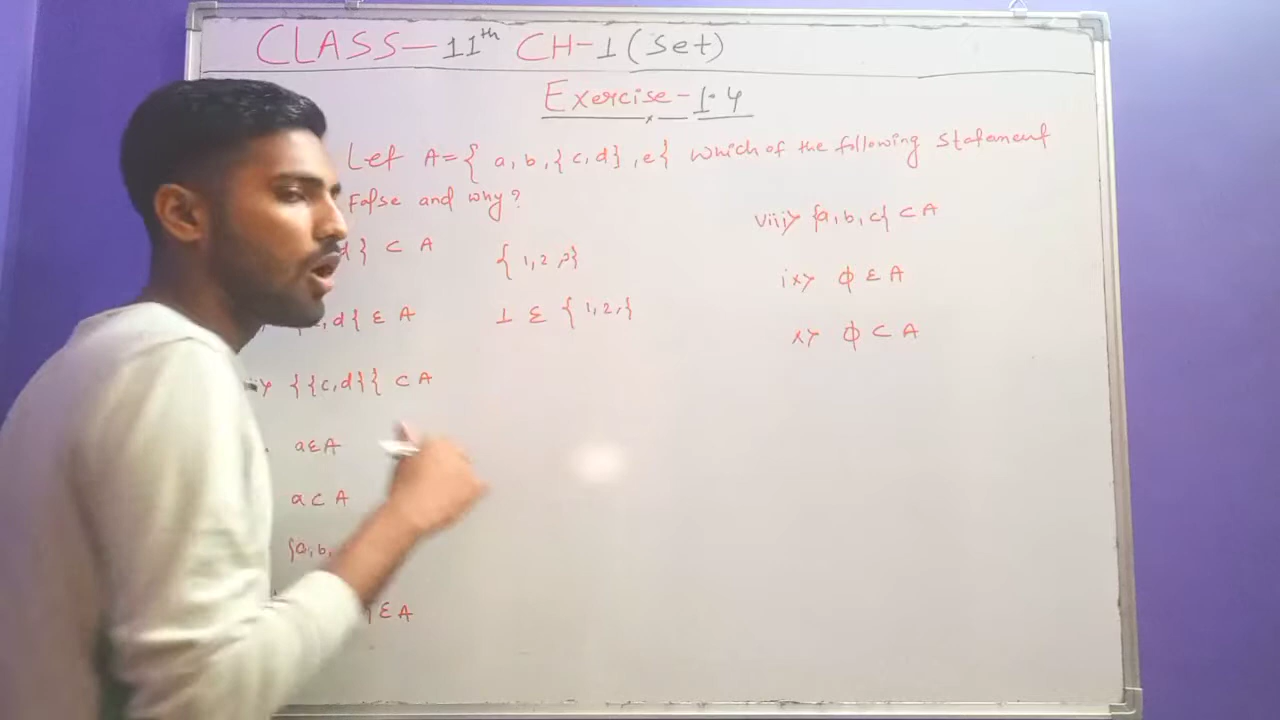 CLASS—11th CH-1 (Set)
Exercise-1.4
Let A={ a, b, {c,d} , e} which of the following statement
False and why?
d} ⊂ A
,d{ Ɛ A
{{c,d}{ ⊂ A
aƐA
a⊂ A
{a, b,
Ɛ A
{ 1, 2
1 Ɛ { 1, 2, }
viii> {a, b, c} ⊂ A
ix> ϕ Ɛ A
x> ϕ ⊂ A